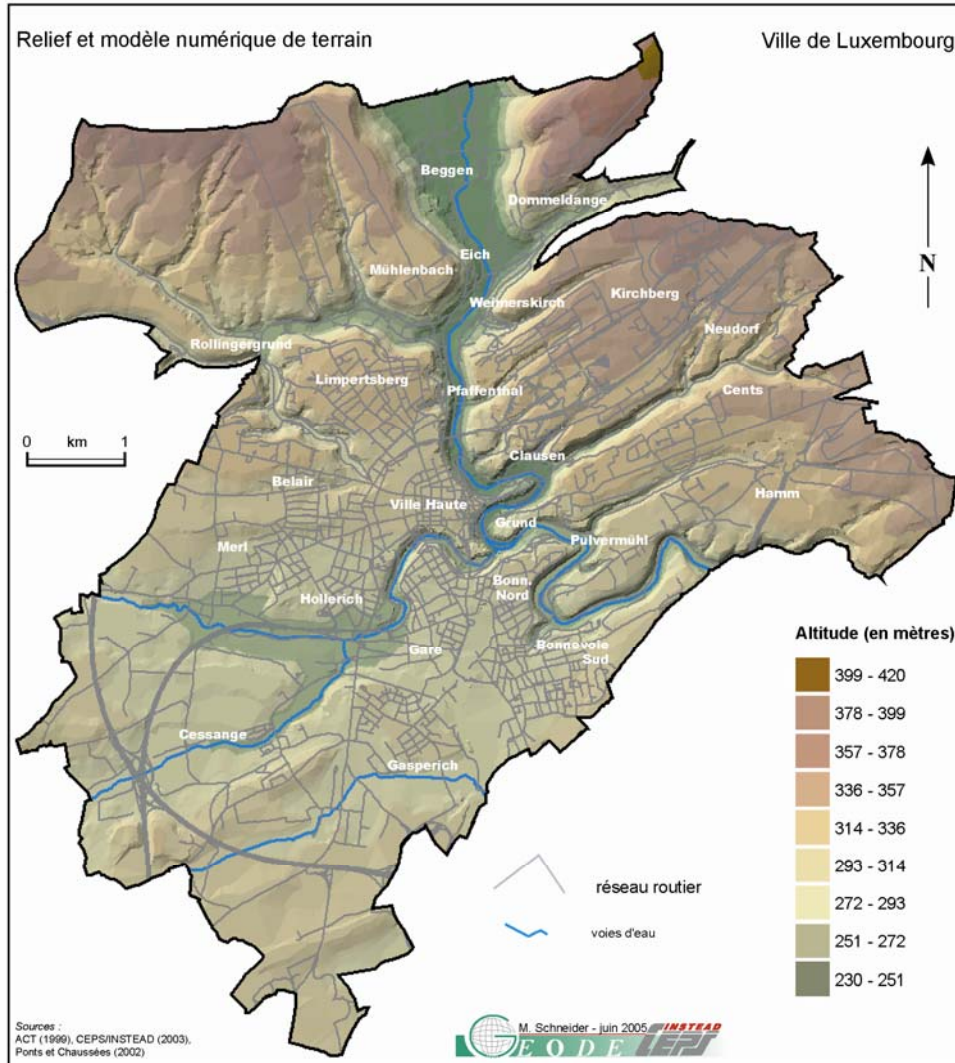 Relief et modèle numérique de terrain
Ville de Luxembourg
Beggen
Dommeldange
Eich
Mühlenbach
N
Weimerskirch
Kirchberg
Neudorf
Rollingergrund
Limpertsberg
Pfaffenthal
Cents
0 km 1
Clausen
Belair
Hamm
Ville Haute
Grund
Pulvermühl
Merl
Bonn.
Nord
Hollerich
Gare
Bonnevoie
Sud
Altitude (en mètres)
399 - 420
378 - 399
357 - 378
336 - 357
314 - 336
293 - 314
272 - 293
251 - 272
230 - 251
Cessange
Gasperich
réseau routier
voies d'eau
Sources :
ACT (1999), CEPS/INSTEAD (2003),
Ponts et Chaussées (2002)
M. Schneider - juin 2005
GEODE
INSTEAD
CEPS